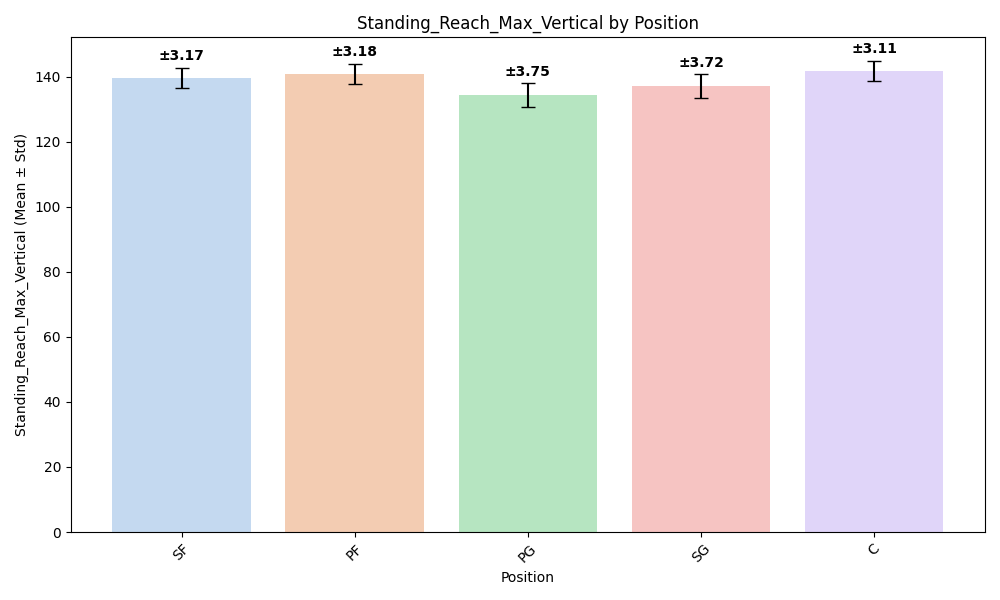 Standing_Reach_Max_Vertical by Position
±3.17
±3.18
±3.75
±3.72
±3.11
Standing_Reach_Max_Vertical (Mean ± Std)
140
120
100
80
60
40
20
0
SF
PF
PG
SG
C
Position